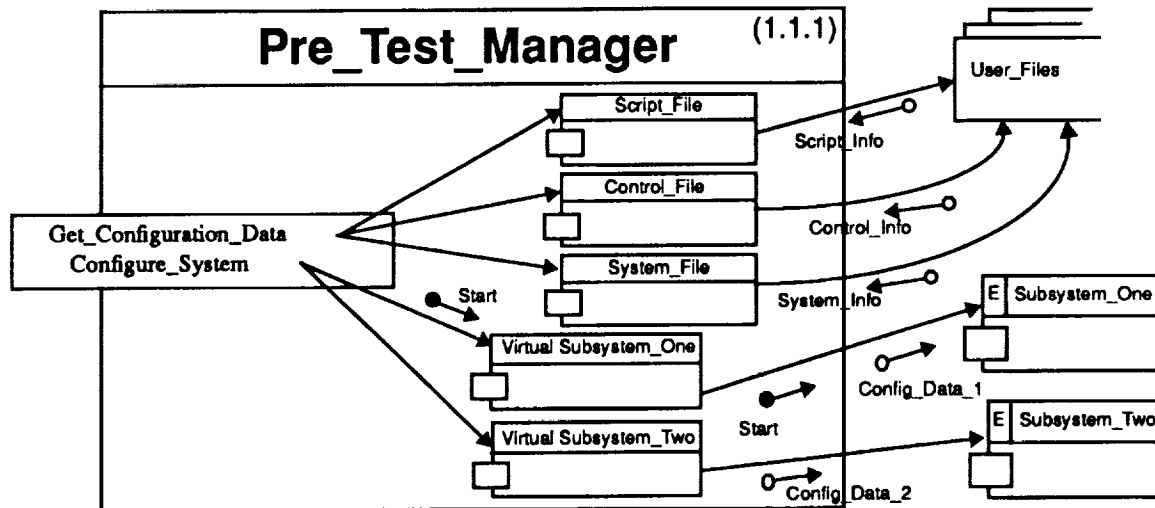 Pre_Test_Manager
(1.1.1)
User_Files
Script_File
Script_Info
Control_File
Control_Info
Get_Configuration_Data
Configure_System
System_File
System_Info
Start
E Subsystem_One
Virtual Subsystem_One
Config_Data_1
Start
E Subsystem_Two
Virtual Subsystem_Two
Config_Data_2